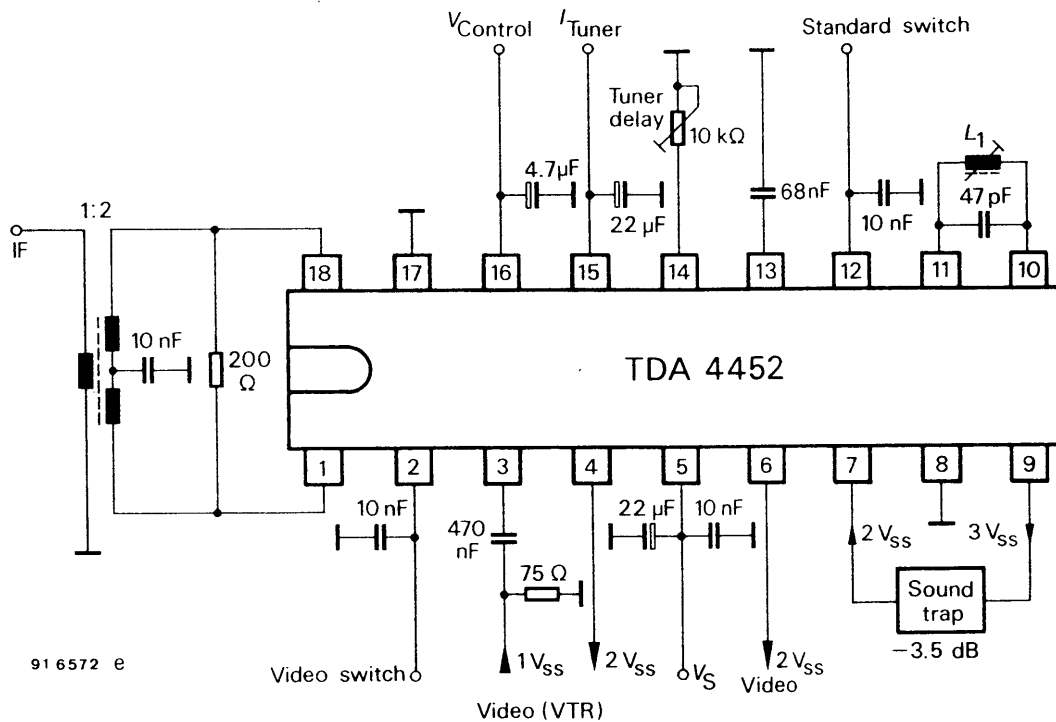 VControl
ITuner
Standard switch
Tuner
delay
10 kΩ
L1
4.7µF
68nF
47pF
1:2
22 µF
10 nF
IF
18
17
16
15
14
13
12
11
10
10 nF
200
Ω
TDA 4452
1
2
3
4
5
6
7
8
9
10 nF
470
nF
22 µF
10 nF
2 VSS
3 VSS
75 Ω
Sound
trap
91 6572 e
Video switch
1 VSS
2 VSS
VS
2 VSS
Video
−3.5 dB
Video (VTR)